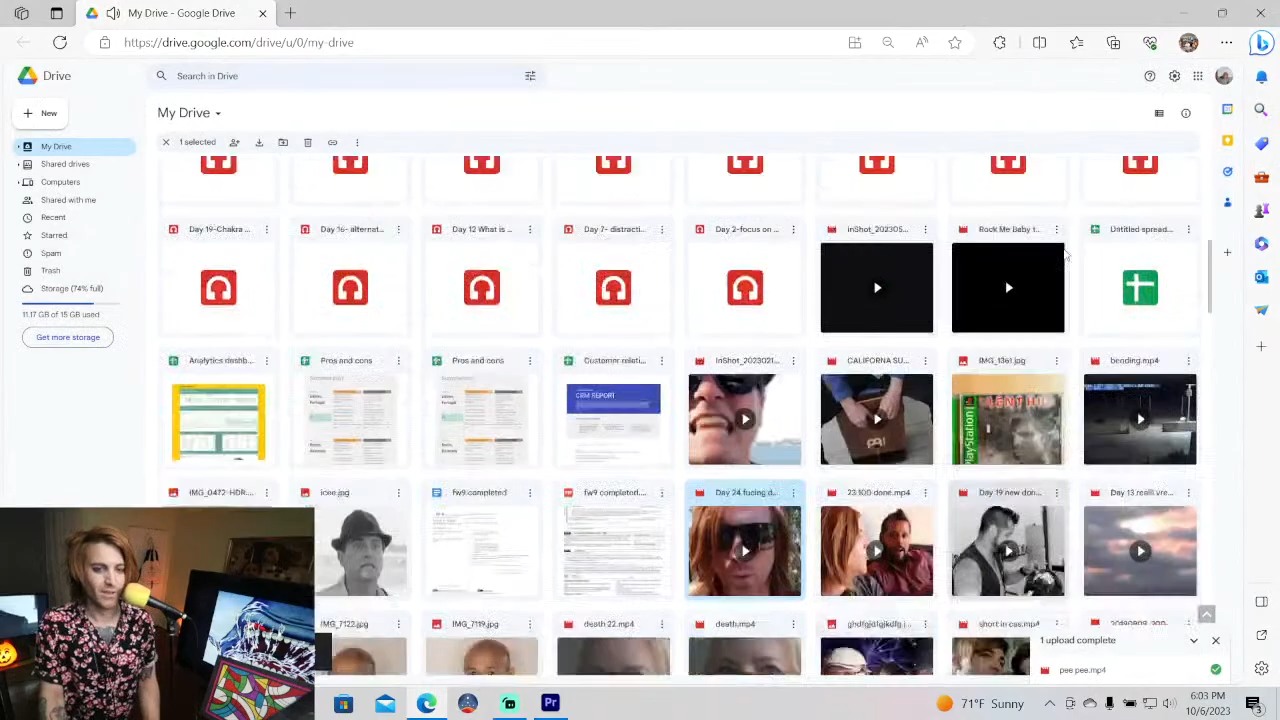 My Drive - Google Drive
https://drive.google.com/drive/u/0/my-drive
Drive
Search in Drive
New
My Drive
1 selected
My Drive
Shared drives
Computers
Shared with me
Recent
Starred
Spam
Trash
Storage (74% full)
11.17 GB of 15 GB used
Get more storage
Day 19-Chakra ...
Day 16- alternat...
Day 12 What is ...
Day 7- distracti...
Day 2-focus on ...
InShot_202305...
Rock Me Baby t...
Untitled spread...
Analytics dashb...
Pros and cons
Pros and cons
Customer relati...
InShot_2023021...
CALIFORNA SU...
IMG_1361.jpg
bending.mp4
CRM REPORT
PlayStation
IMG_0472-HDR...
fw9 completed
fw9 completed....
Day 24 fucing d...
23 100 done.mp4
Day 19 new don...
IMG_7122.jpg
IMG_7119.jpg
death 22.mp4
death.mp4
short in cas.mp4
1 upload complete
pee pee.mp4
Pr
71°F Sunny
6:03 PM
10/6/2023